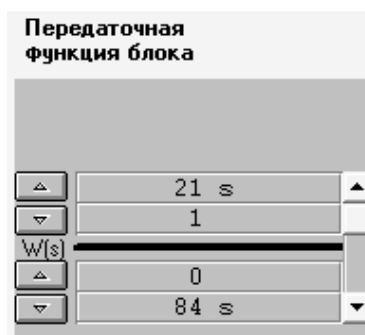 Передаточная
функция блока
21 s
1
W(s)
0
84 s